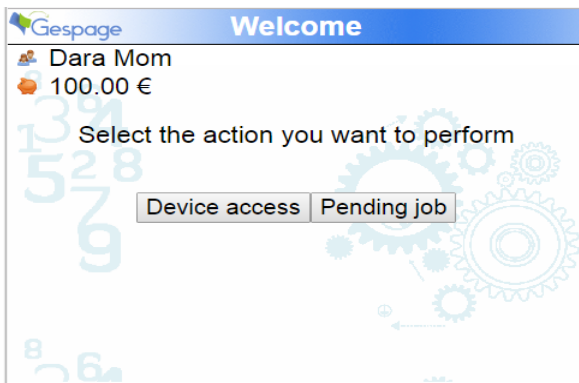 Gespage Welcome
Dara Mom
100.00 €
Select the action you want to perform
Device access Pending job